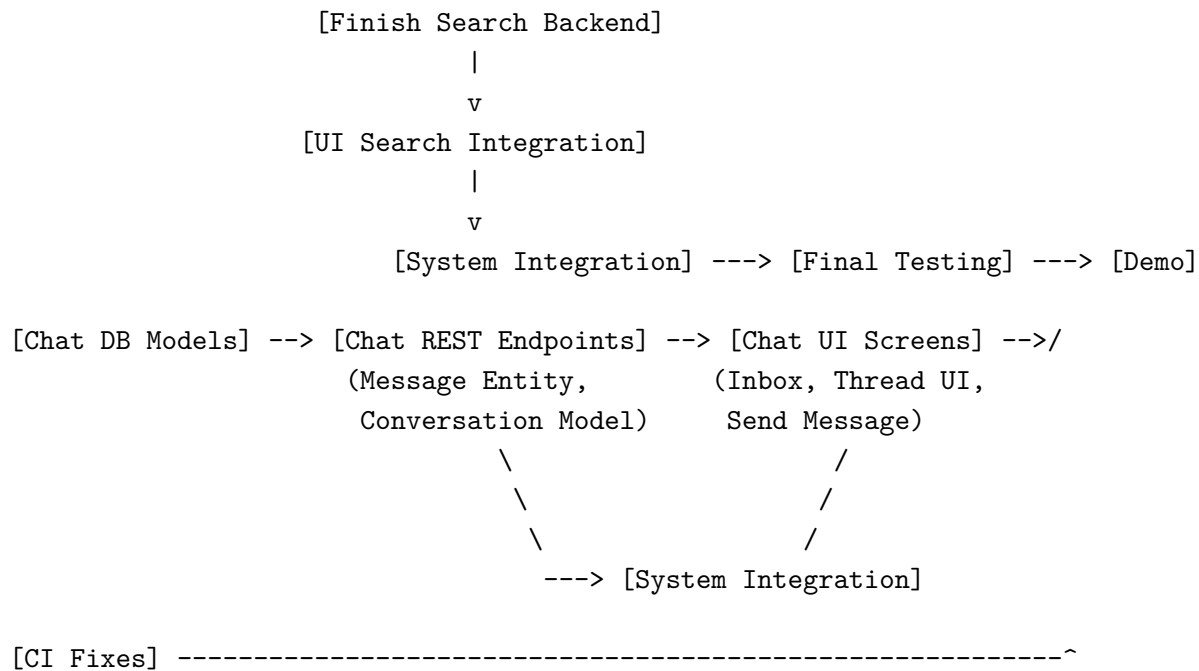 [Finish Search Backend]
|
v
[UI Search Integration]
|
v
[System Integration] ---> [Final Testing] ---> [Demo]
[Chat DB Models] --> [Chat REST Endpoints] --> [Chat UI Screens] -->/
(Message Entity, (Inbox, Thread UI,
Conversation Model) Send Message)
\ /
\ /
\ /
---> [System Integration]
[CI Fixes] ----------------------------------------------------------^